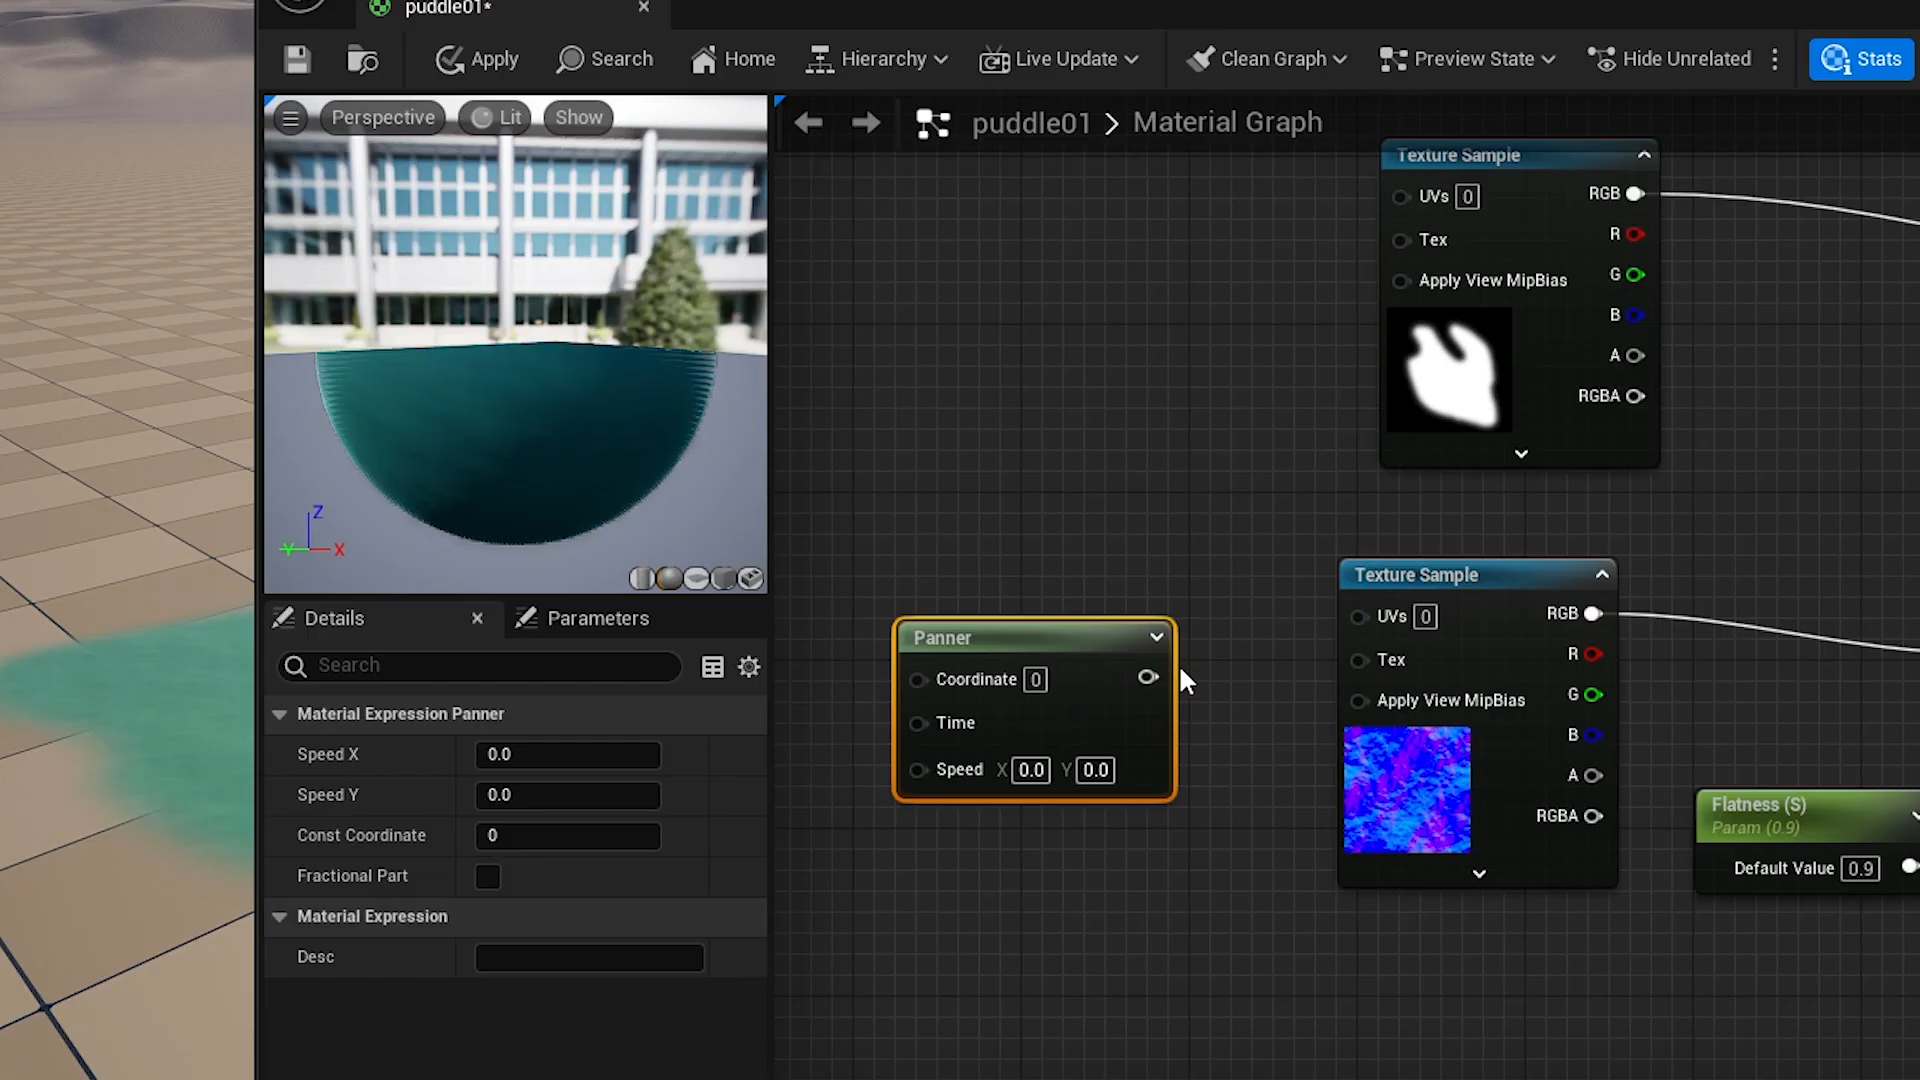 puddle01*
Apply
Search
Home
Hierarchy
Live Update
Clean Graph
Preview State
Hide Unrelated
Stats
Perspective
Lit
Show
Z
Y
X
puddle01 > Material Graph
Texture Sample
UVs 0
RGB
R
Tex
G
Apply View MipBias
B
A
RGBA
Details
Parameters
Search
Material Expression Panner
Speed X 0.0
Speed Y 0.0
Const Coordinate 0
Fractional Part
Material Expression
Desc
Panner
Coordinate 0
Time
Speed X 0.0 Y 0.0
Texture Sample
UVs 0
RGB
R
Tex
G
Apply View MipBias
B
A
RGBA
Flatness (S)
Param (0.9)
Default Value 0.9